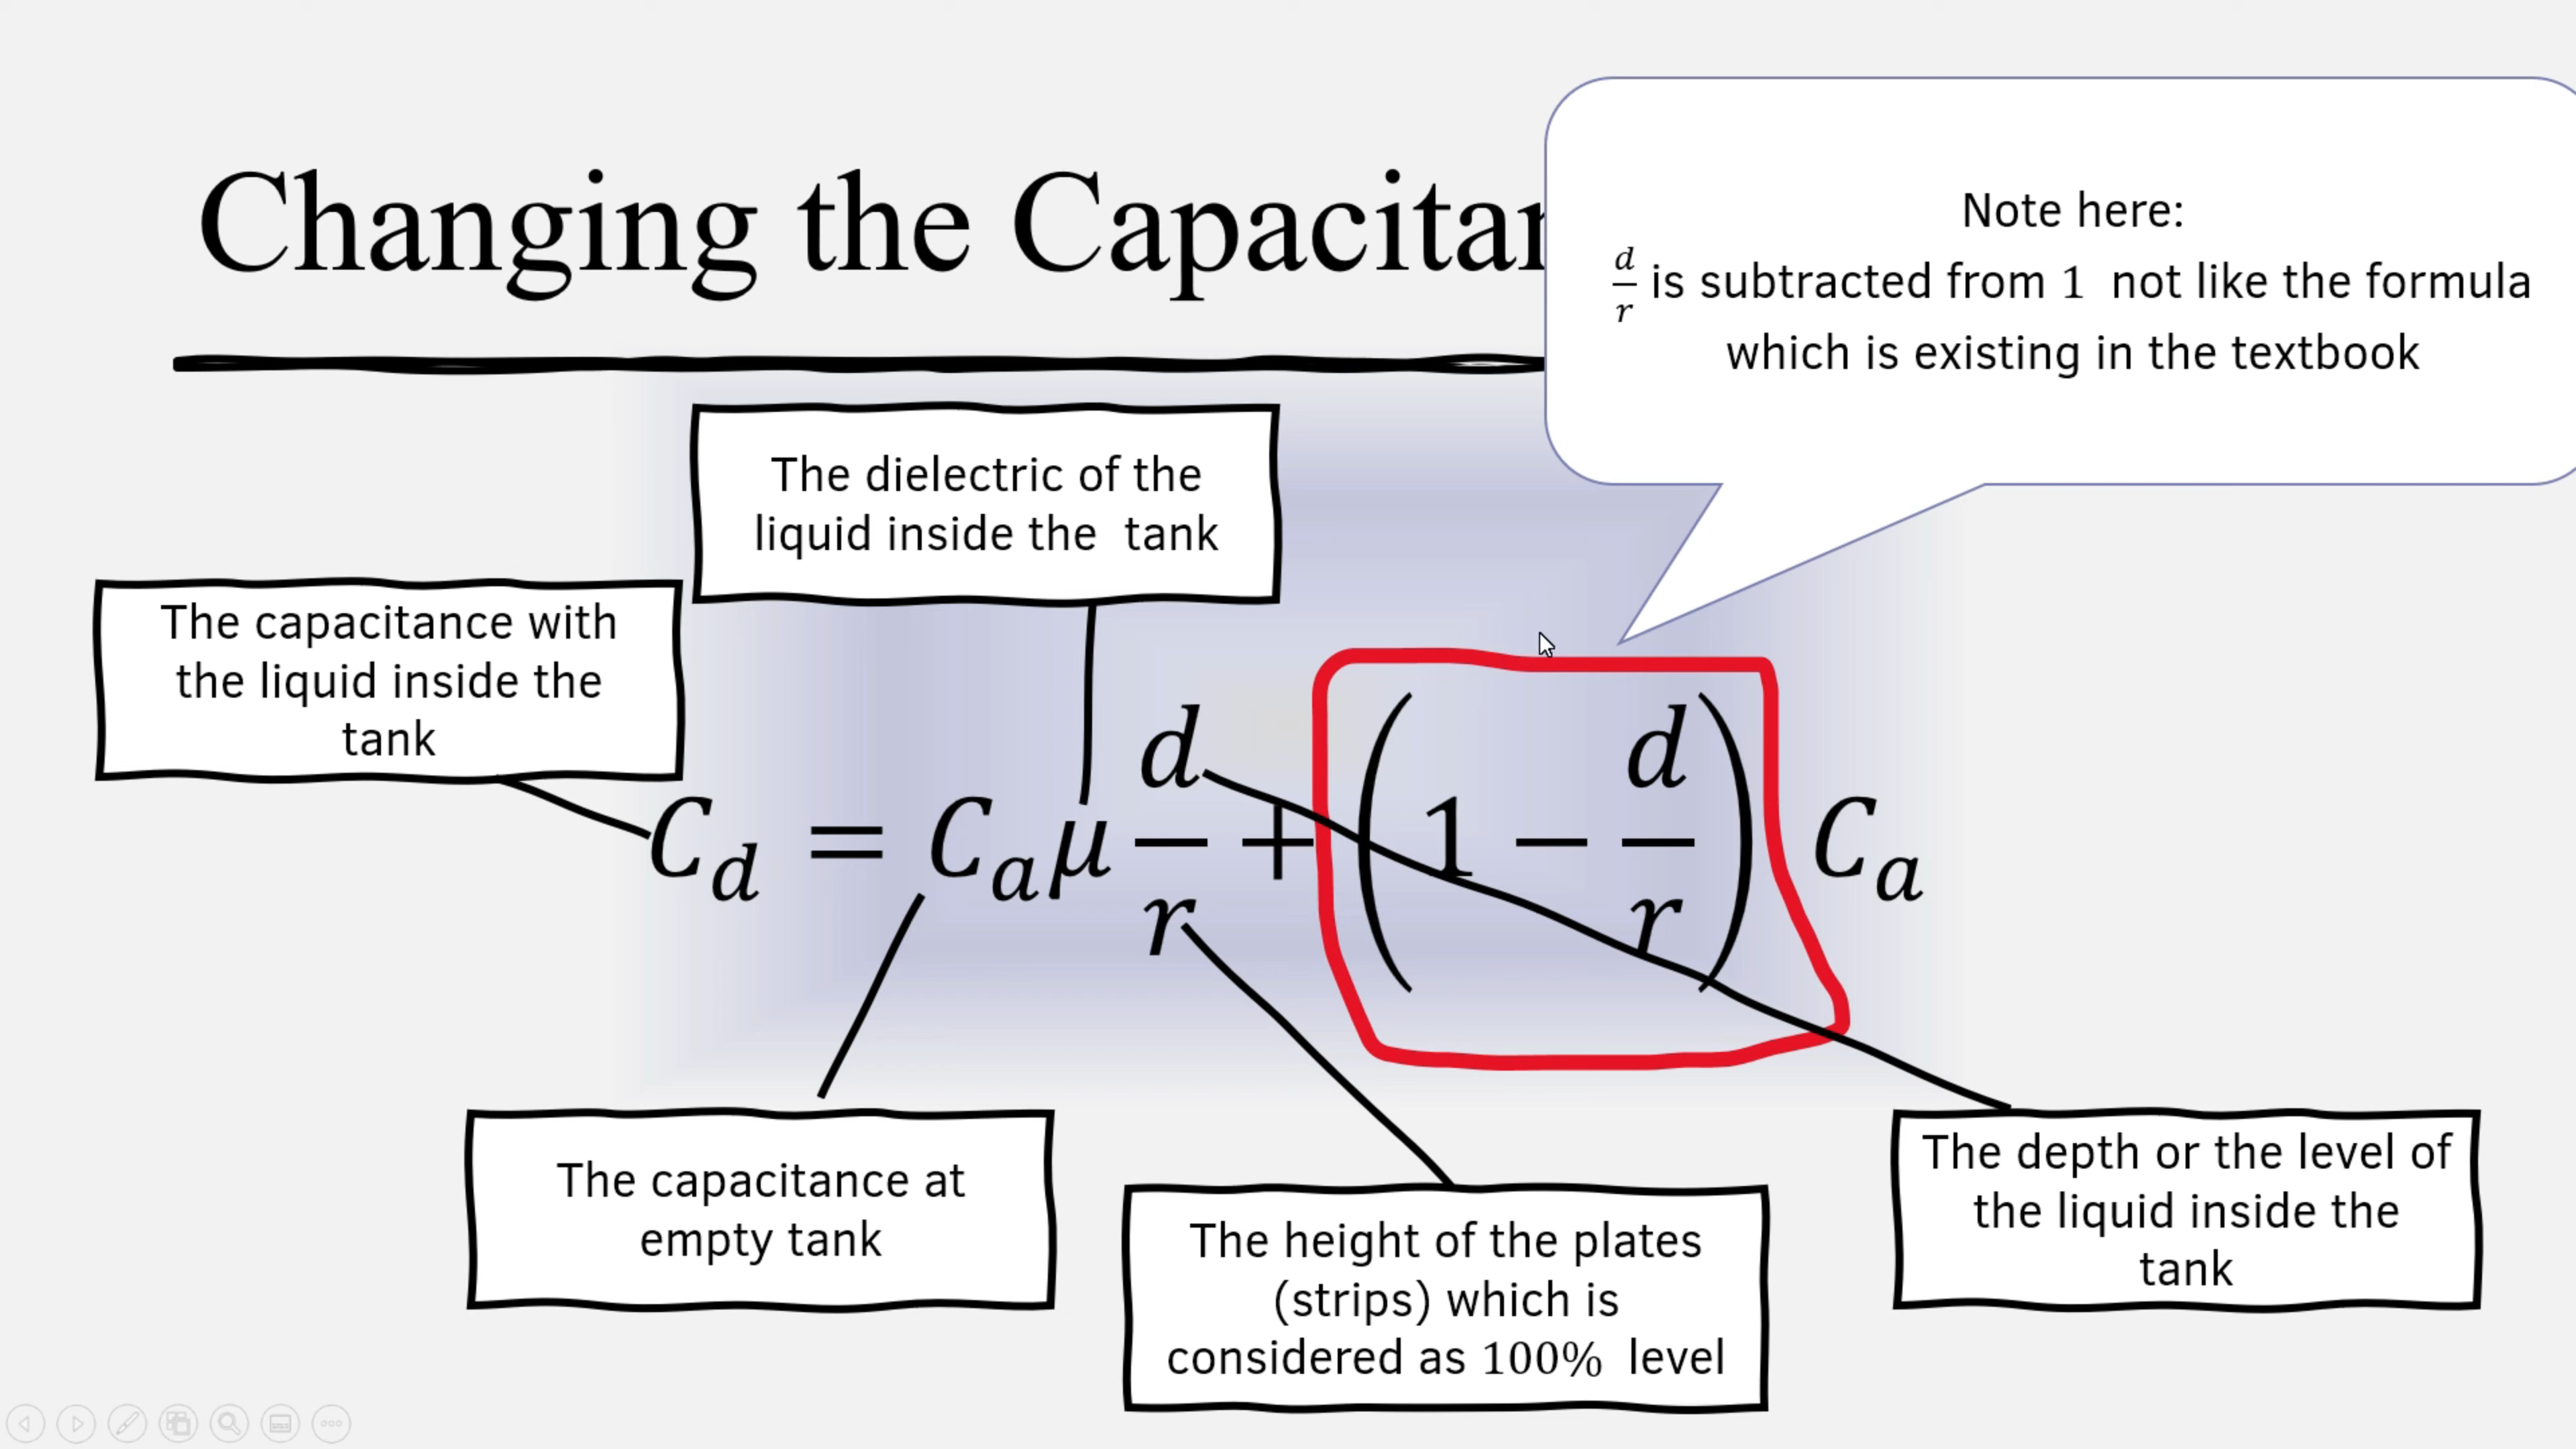 Changing the Capacitan
Note here:
d/r is subtracted from 1 not like the formula
which is existing in the textbook
The dielectric of the
liquid inside the tank
The capacitance with
the liquid inside the
tank
C_d = C_a μ d/r + (1 − d/r) C_a
The capacitance at
empty tank
The height of the plates
(strips) which is
considered as 100% level
The depth or the level of
the liquid inside the
tank